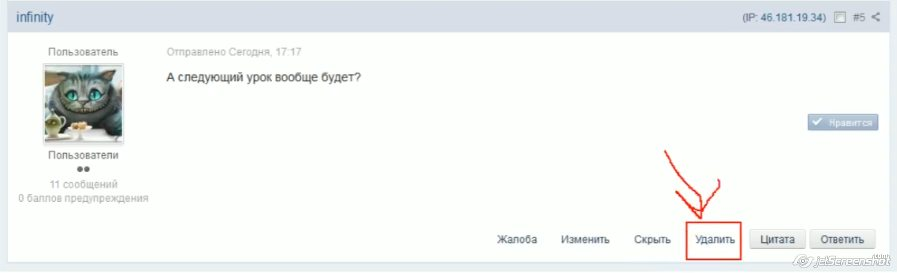 infinity
(IP: 46.181.19.34) #5
Пользователь
Отправлено Сегодня, 17:17
А следующий урок вообще будет?
Нравится
Пользователи
11 сообщений
0 баллов предупреждения
Жалоба Изменить Скрыть Удалить Цитата Ответить
jetScreenshot